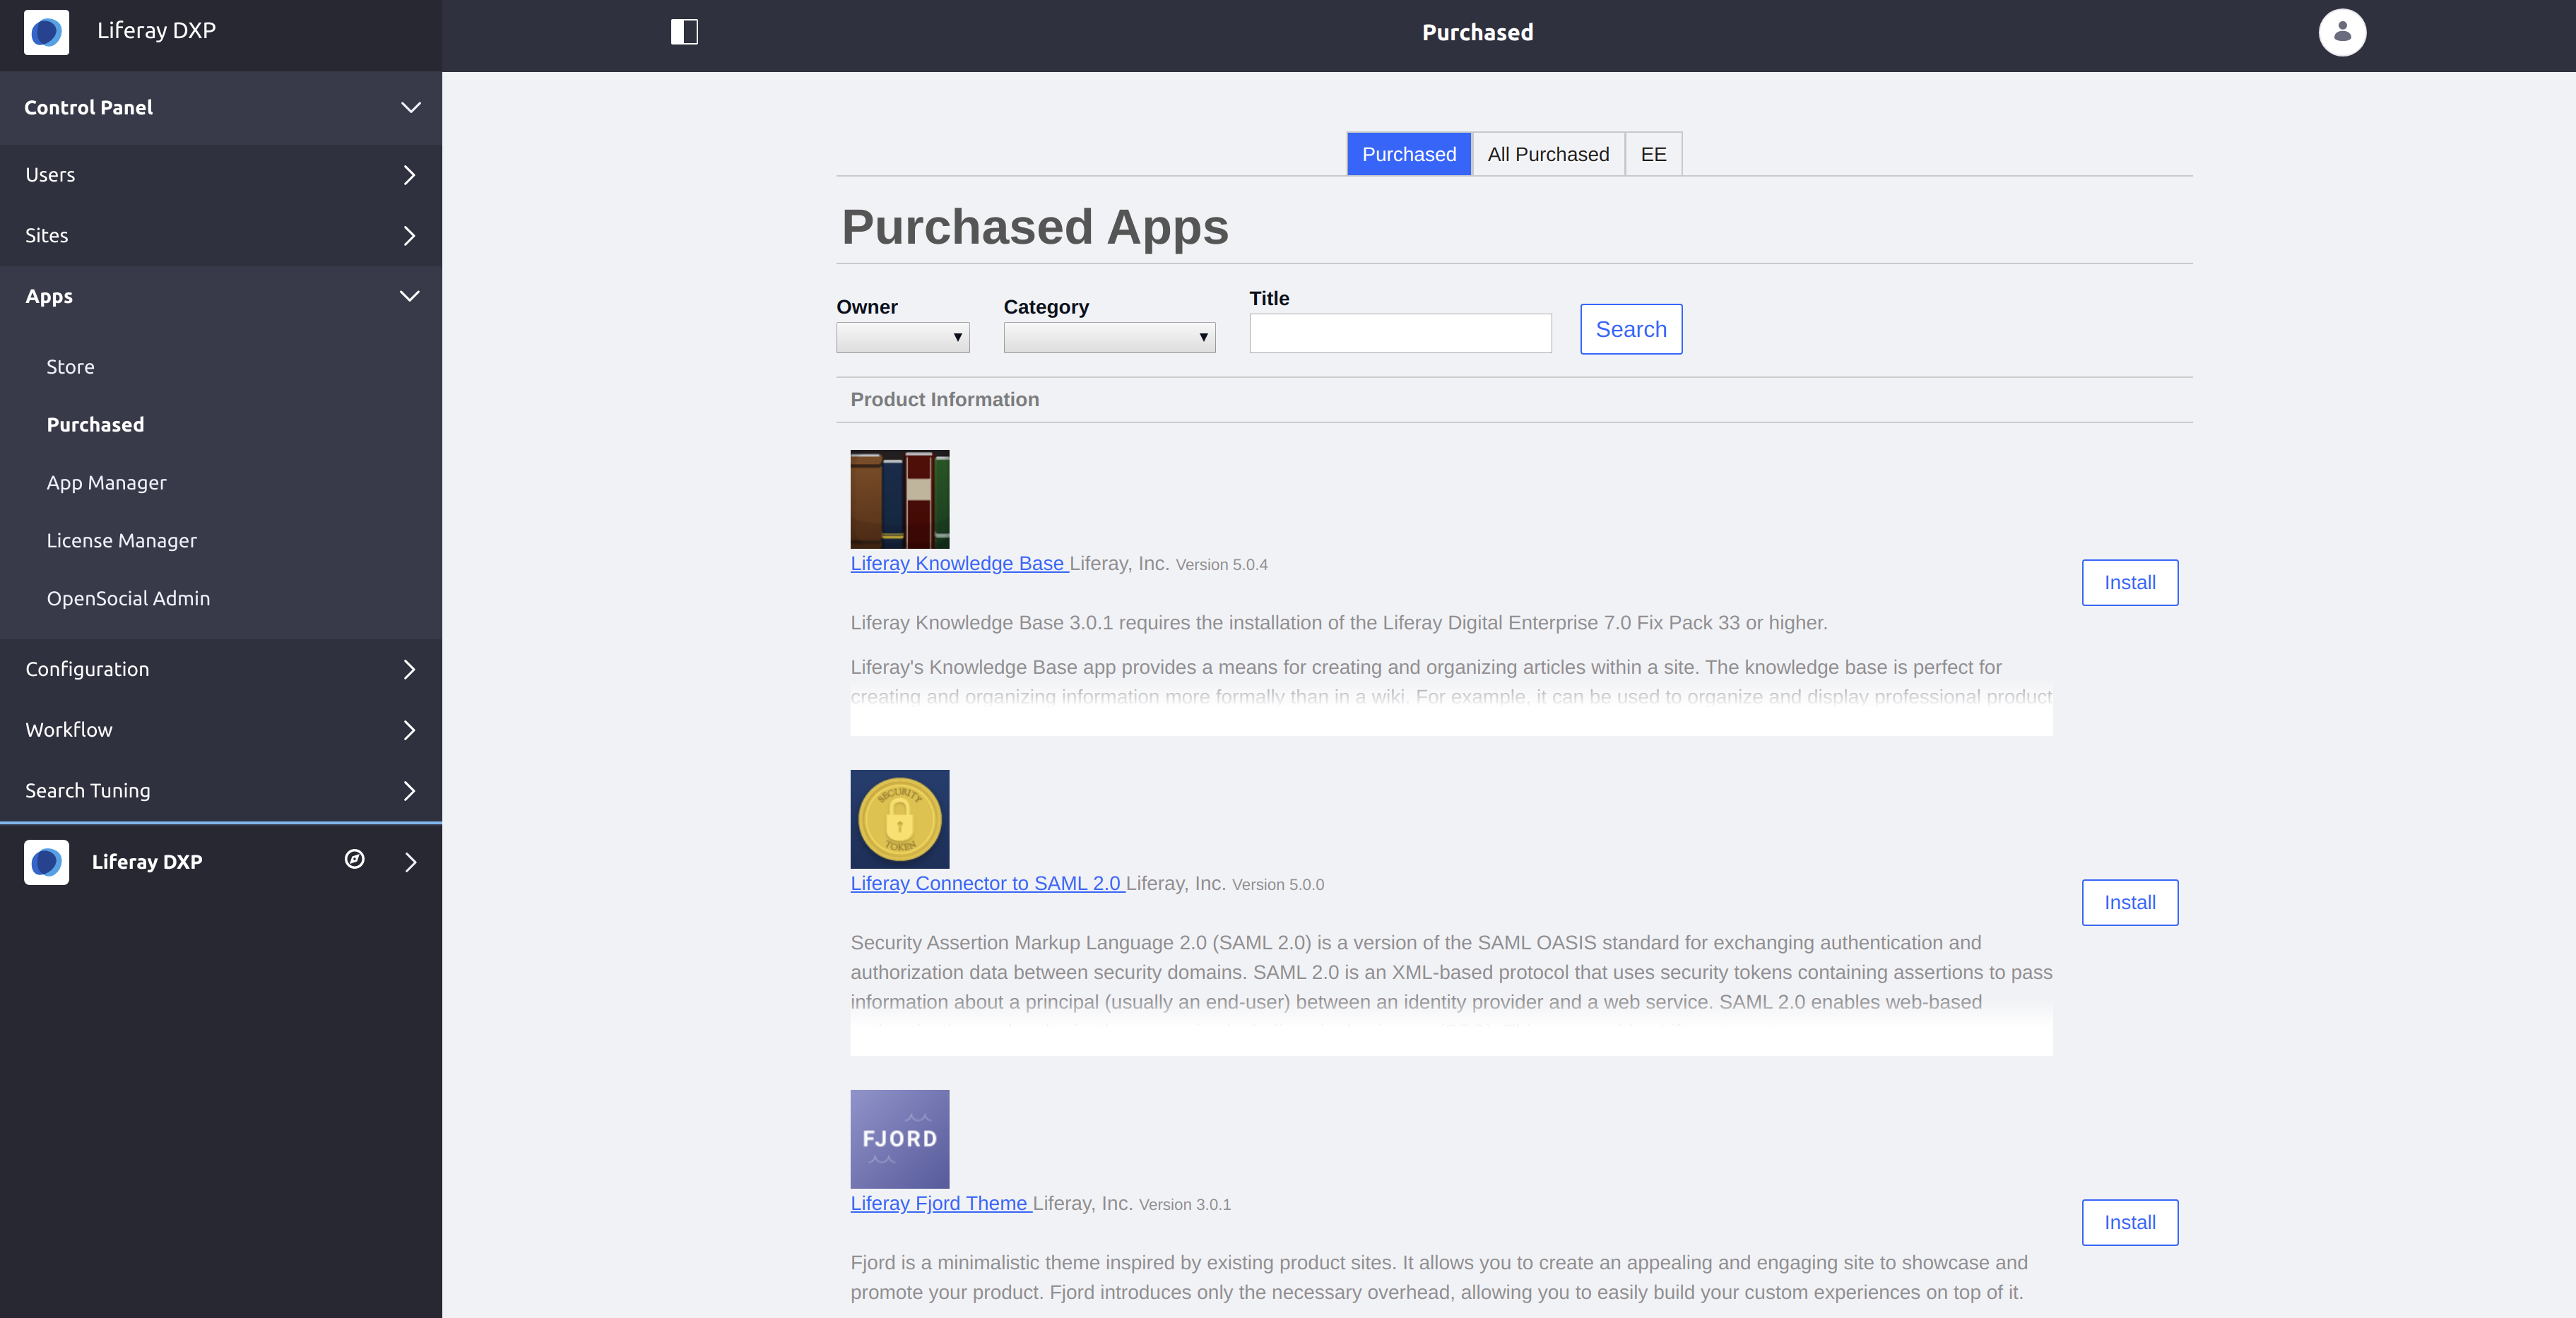 Liferay DXP
Purchased
Control Panel
Users
Sites
Apps
Store
Purchased
App Manager
License Manager
OpenSocial Admin
Configuration
Workflow
Search Tuning
Liferay DXP
Purchased All Purchased EE
Purchased Apps
Owner Category Title
Search
Product Information
Liferay Knowledge Base Liferay, Inc. Version 5.0.4
Install
Liferay Knowledge Base 3.0.1 requires the installation of the Liferay Digital Enterprise 7.0 Fix Pack 33 or higher.
Liferay's Knowledge Base app provides a means for creating and organizing articles within a site. The knowledge base is perfect for
creating and organizing information more formally than in a wiki. For example, it can be used to organize and display professional product
SECURITY
TOKEN
Liferay Connector to SAML 2.0 Liferay, Inc. Version 5.0.0
Install
Security Assertion Markup Language 2.0 (SAML 2.0) is a version of the SAML OASIS standard for exchanging authentication and
authorization data between security domains. SAML 2.0 is an XML-based protocol that uses security tokens containing assertions to pass
information about a principal (usually an end-user) between an identity provider and a web service. SAML 2.0 enables web-based
FJORD
Liferay Fjord Theme Liferay, Inc. Version 3.0.1
Install
Fjord is a minimalistic theme inspired by existing product sites. It allows you to create an appealing and engaging site to showcase and
promote your product. Fjord introduces only the necessary overhead, allowing you to easily build your custom experiences on top of it.